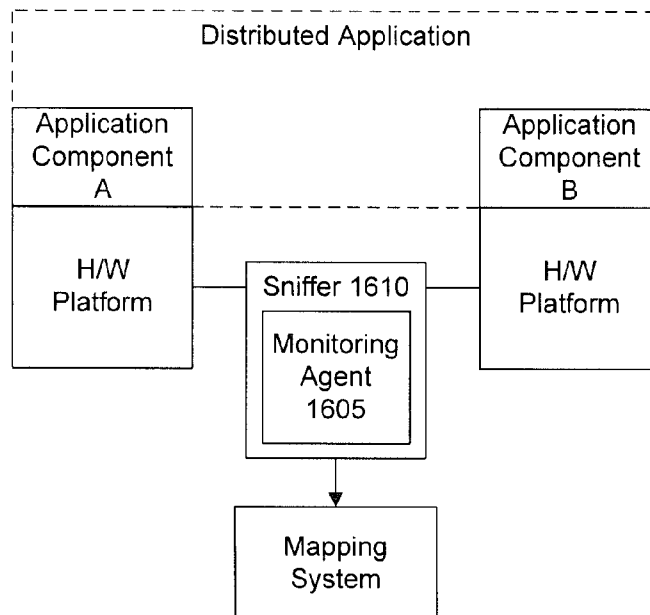 Distributed Application
Application
Component
A
Application
Component
B
H/W
Platform
H/W
Platform
Sniffer 1610
Monitoring
Agent
1605
Mapping
System